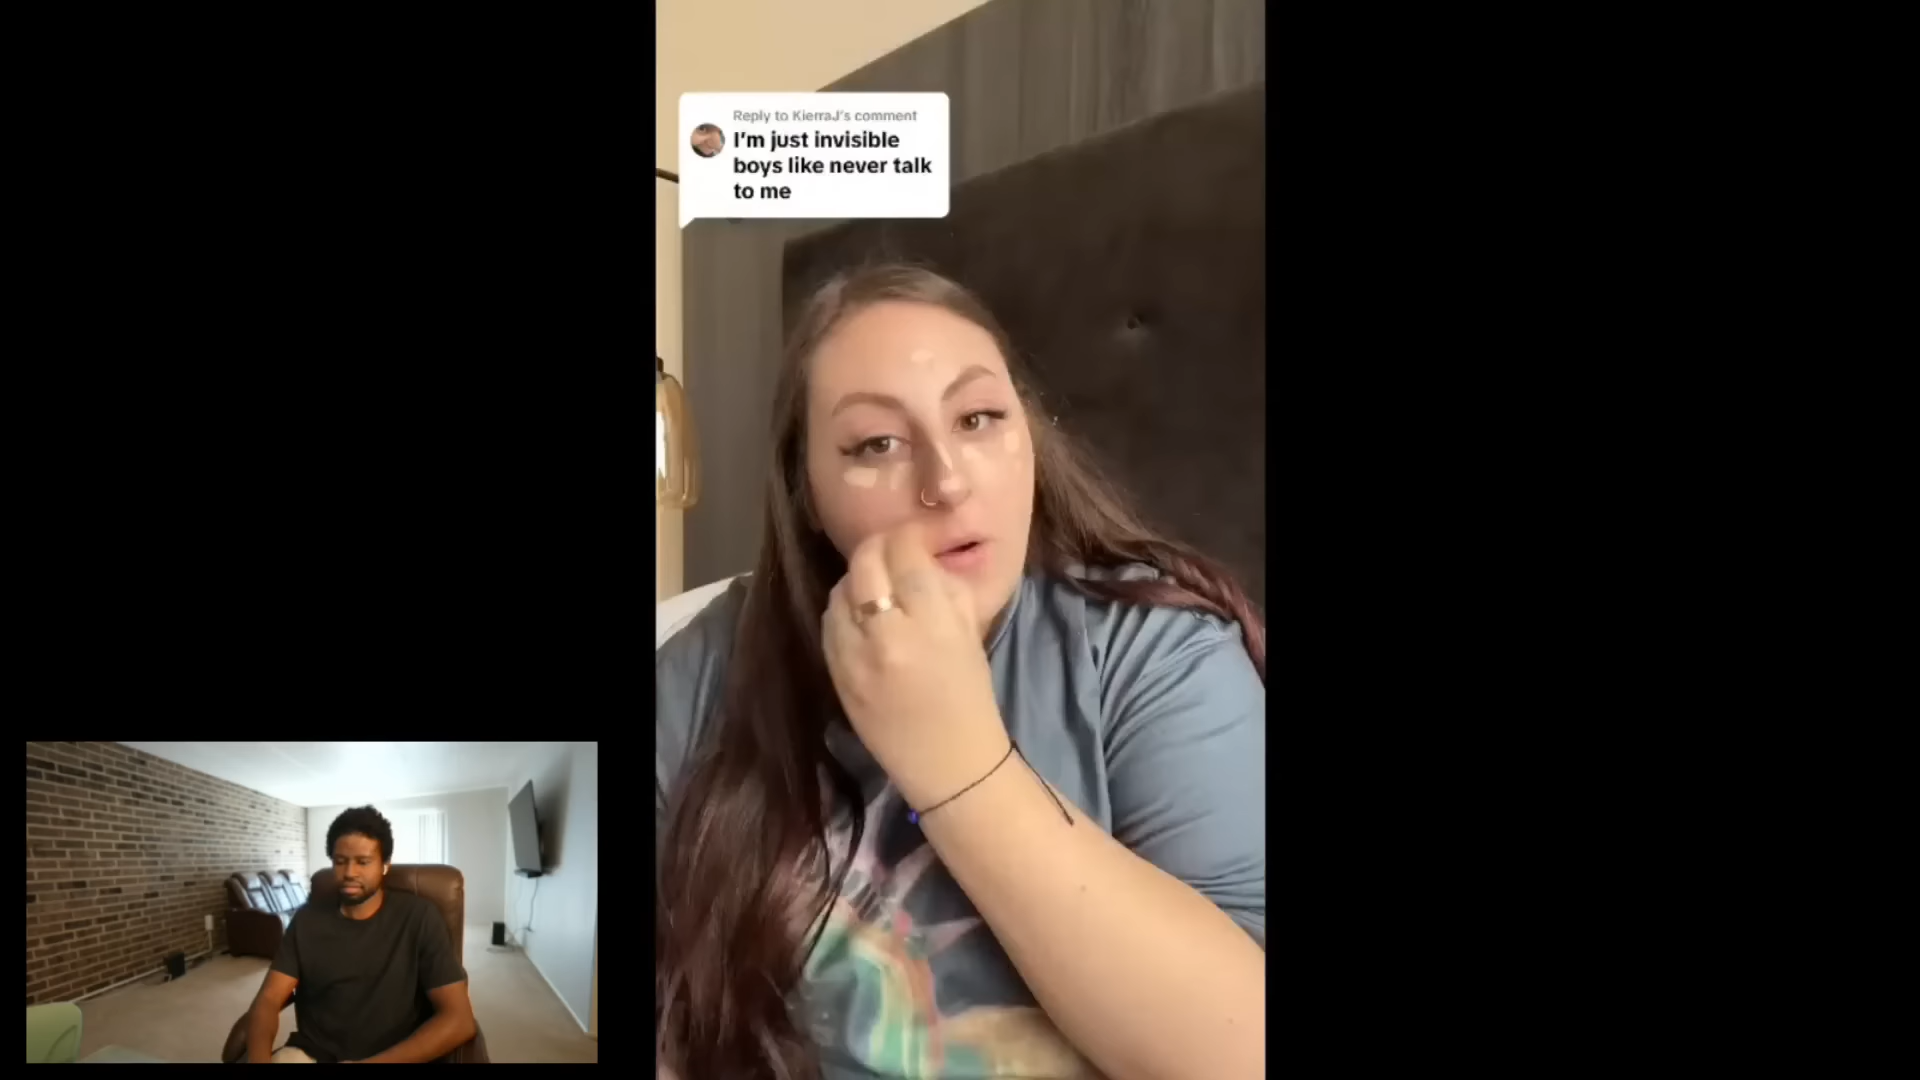 Reply to KierraJ's comment
I'm just invisible
boys like never talk
to me